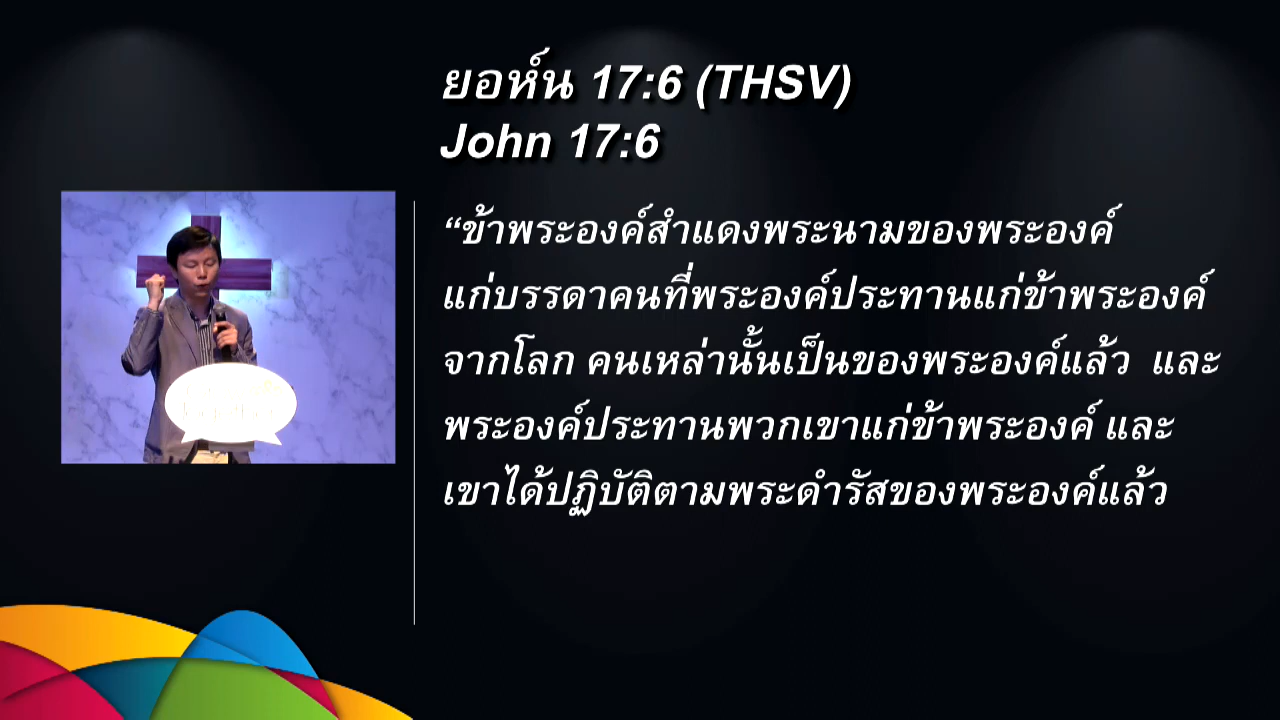 ยอห์น 17:6 (THSV)
John 17:6
“ข้าพระองค์สำแดงพระนามของพระองค์
แก่บรรดาคนที่พระองค์ประทานแก่ข้าพระองค์
จากโลก คนเหล่านั้นเป็นของพระองค์แล้ว และ
พระองค์ประทานพวกเขาแก่ข้าพระองค์ และ
เขาได้ปฏิบัติตามพระดำรัสของพระองค์แล้ว